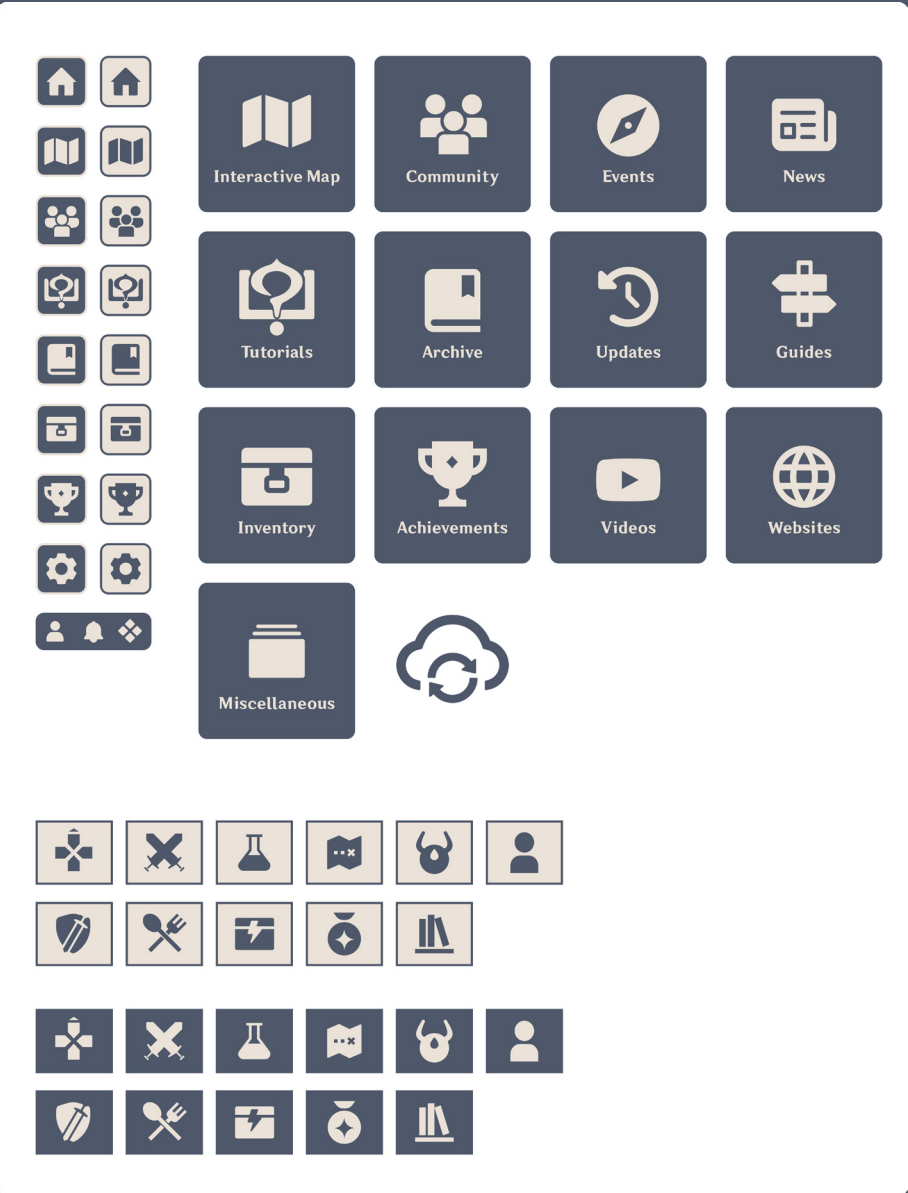 Interactive Map
Community
Events
News
Tutorials
Archive
Updates
Guides
Inventory
Achievements
Videos
Websites
Miscellaneous